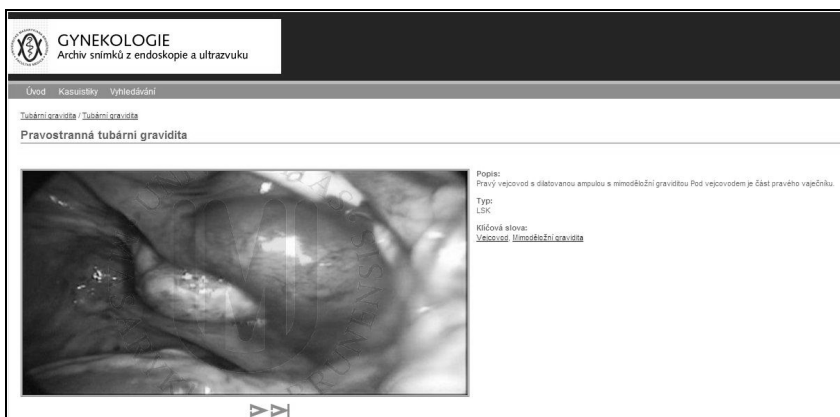 GYNEKOLOGIE
Archiv snímků z endoskopie a ultrazvuku
Úvod Kasuistiky Vyhledávání
Tubární gravidita / Tubární gravidita
Pravostranná tubární gravidita
Popis:
Pravý vejcovod s dilatovanou ampulou s mimoděložní graviditou Pod vejcovodem je část pravého vaječníku.
Typ:
LSK
Klíčová slova:
Vejcovod, Mimoděložní gravidita